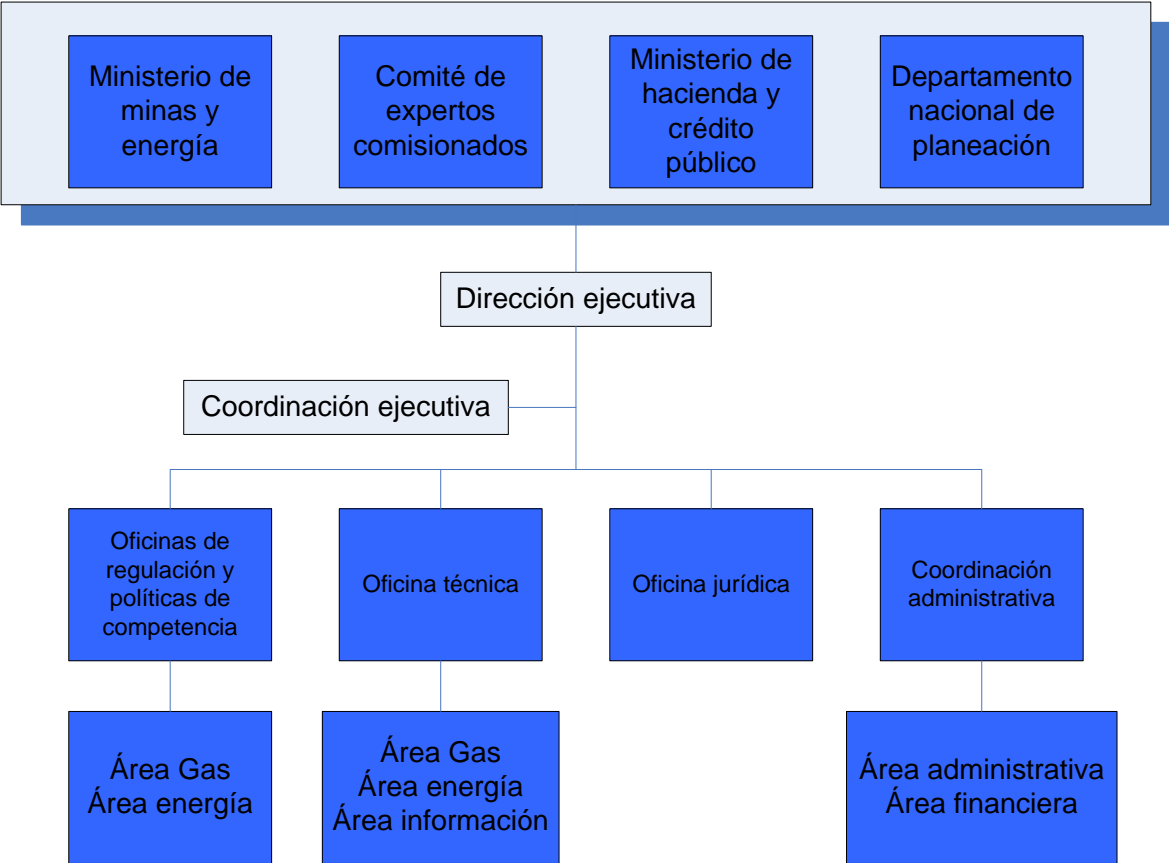 Ministerio de
minas y
energía
Comité de
expertos
comisionados
Ministerio de
hacienda y
crédito
público
Departamento
nacional de
planeación
Dirección ejecutiva
Coordinación ejecutiva
Oficinas de
regulación y
políticas de
competencia
Oficina técnica
Oficina jurídica
Coordinación
administrativa
Área Gas
Área energía
Área Gas
Área energía
Área información
Área administrativa
Área financiera